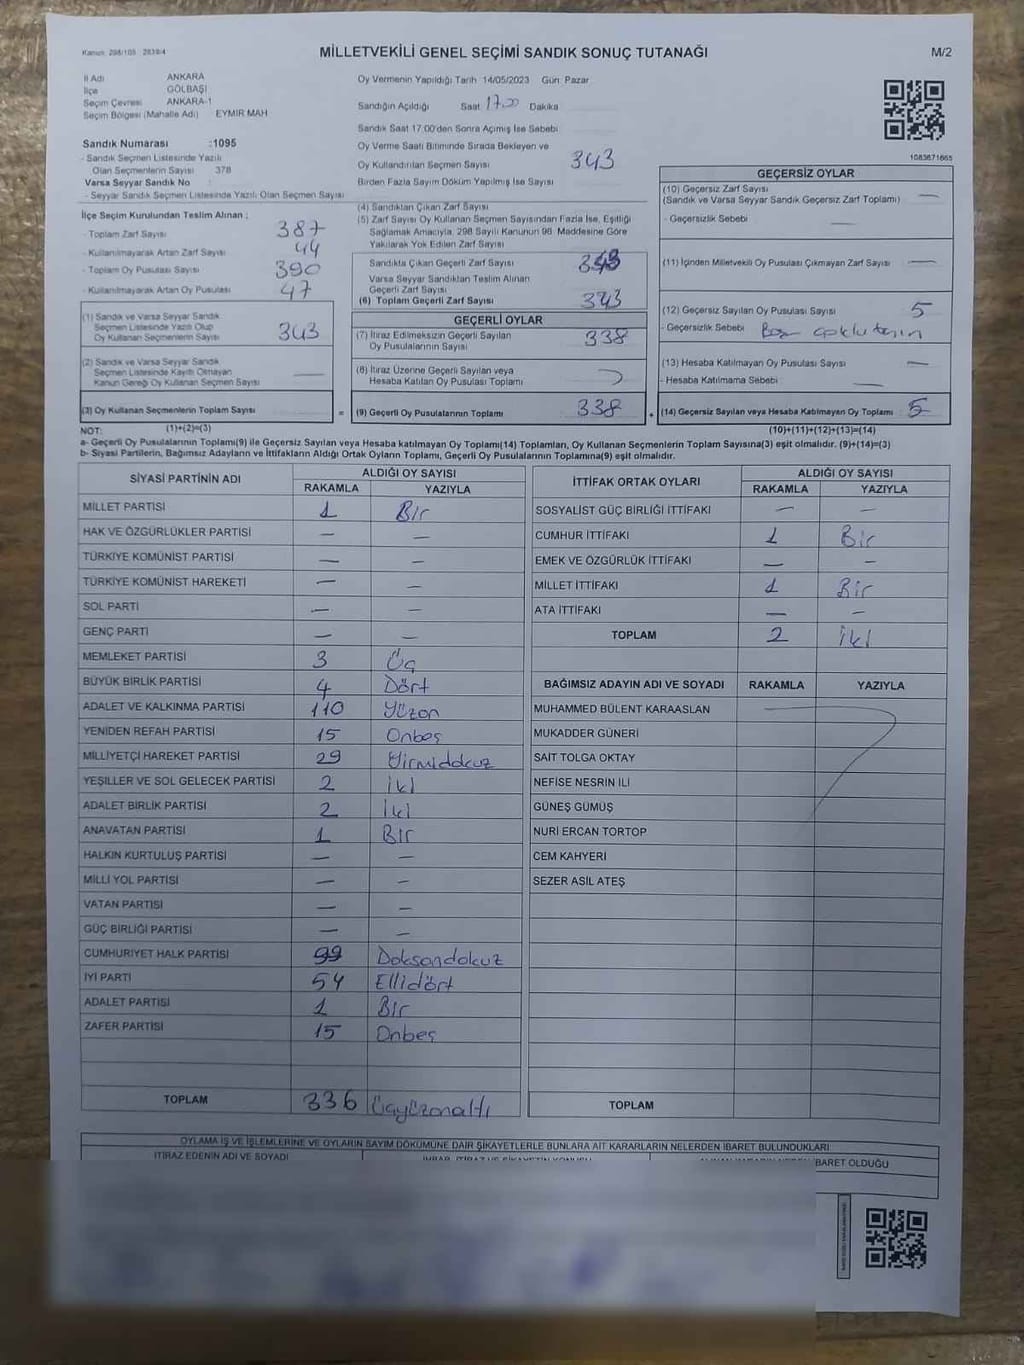 Kanun: 298/105 2839/4
MİLLETVEKİLİ GENEL SEÇİMİ SANDIK SONUÇ TUTANAĞI
M/2
İl Adı ANKARA
İlçe GÖLBAŞI
Seçim Çevresi ANKARA-1
Seçim Bölgesi (Mahalle Adı) EYMİR MAH
Sandık Numarası :1095
- Sandık Seçmen Listesinde Yazılı
Olan Seçmenlerin Sayısı 378
Varsa Seyyar Sandık No
- Seyyar Sandık Seçmen Listesinde Yazılı Olan Seçmen Sayısı
Oy Vermenin Yapıldığı Tarih 14/05/2023 Gün Pazar
Sandığın Açıldığı Saat 17.00 Dakika
Sandık Saat 17.00'den Sonra Açılmış İse Sebebi
Oy Verme Saati Bitiminde Sırada Bekleyen ve
Oy Kullandırılan Seçmen Sayısı 343
Birden Fazla Sayım Döküm Yapılmış İse Sayısı
1083671665
İlçe Seçim Kurulundan Teslim Alınan ;
- Toplam Zarf Sayısı 387
- Kullanılmayarak Artan Zarf Sayısı 44
- Toplam Oy Pusulası Sayısı 390
- Kullanılmayarak Artan Oy Pusulası 47
(1) Sandık ve Varsa Seyyar Sandık
Seçmen Listesinde Yazılı Olup
Oy Kullanan Seçmenlerin Sayısı 343
(2) Sandık ve Varsa Seyyar Sandık
Seçmen Listesinde Kaydı Olmayan
Kanun Gereği Oy Kullanan Seçmen Sayısı —
(3) Oy Kullanan Seçmenlerin Toplam Sayısı
(1)+(2)=(3)
(4) Sandıktan Çıkan Zarf Sayısı
(5) Zarf Sayısı Oy Kullanan Seçmen Sayısından Fazla İse, Eşitliği
Sağlamak Amacıyla, 298 Sayılı Kanunun 98. Maddesine Göre
Yakılarak Yok Edilen Zarf Sayısı
Sandıkta Çıkan Geçerli Zarf Sayısı 343
Varsa Seyyar Sandıktan Teslim Alınan
Geçerli Zarf Sayısı
(6) Toplam Geçerli Zarf Sayısı 343
GEÇERLİ OYLAR
(7) İtiraz Edilmeksizin Geçerli Sayılan
Oy Pusulalarının Sayısı 338
(8) İtiraz Üzerine Geçerli Sayılan veya
Hesaba Katılan Oy Pusulası Toplamı
= (9) Geçerli Oy Pusulalarının Toplamı 338
GEÇERSİZ OYLAR
(10) Geçersiz Zarf Sayısı
(Sandık ve Varsa Seyyar Sandık Geçersiz Zarf Toplamı) —
- Geçersizlik Sebebi —
(11) İçinden Milletvekili Oy Pusulası Çıkmayan Zarf Sayısı —
(12) Geçersiz Sayılan Oy Pusulası Sayısı 5
- Geçersizlik Sebebi Boş
(13) Hesaba Katılmayan Oy Pusulası Sayısı —
- Hesaba Katılmama Sebebi —
+ (14) Geçersiz Sayılan veya Hesaba Katılmayan Oy Toplamı 5
(10)+(11)+(12)+(13)=(14)
NOT:
a- Geçerli Oy Pusulalarının Toplamı(9) ile Geçersiz Sayılan veya Hesaba katılmayan Oy Toplamı(14) Toplamları, Oy Kullanan Seçmenlerin Toplam Sayısına(3) eşit olmalıdır. (9)+(14)=(3)
b- Siyasi Partilerin, Bağımsız Adayların ve İttifakların Aldığı Ortak Oyların Toplamı, Geçerli Oy Pusulalarının Toplamına(9) eşit olmalıdır.
SİYASİ PARTİNİN ADI ALDIĞI OY SAYISI
RAKAMLA YAZIYLA
MİLLET PARTİSİ 1 Bir
HAK VE ÖZGÜRLÜKLER PARTİSİ — —
TÜRKİYE KOMÜNİST PARTİSİ — —
TÜRKİYE KOMÜNİST HAREKETİ — —
SOL PARTİ — —
GENÇ PARTİ — —
MEMLEKET PARTİSİ 3 Üç
BÜYÜK BİRLİK PARTİSİ 4 Dört
ADALET VE KALKINMA PARTİSİ 110 Yüzon
YENİDEN REFAH PARTİSİ 15 Onbeş
MİLLİYETÇİ HAREKET PARTİSİ 29 Yirmidokuz
YEŞİLLER VE SOL GELECEK PARTİSİ 2 İki
ADALET BİRLİK PARTİSİ 2 İki
ANAVATAN PARTİSİ 1 Bir
HALKIN KURTULUŞ PARTİSİ — —
MİLLİ YOL PARTİSİ — —
VATAN PARTİSİ — —
GÜÇ BİRLİĞİ PARTİSİ — —
CUMHURİYET HALK PARTİSİ 99 Doksandokuz
İYİ PARTİ 54 Ellidört
ADALET PARTİSİ 1 Bir
ZAFER PARTİSİ 15 Onbeş
TOPLAM 336 Üçyüzonaltı
İTTİFAK ORTAK OYLARI ALDIĞI OY SAYISI
RAKAMLA YAZIYLA
SOSYALİST GÜÇ BİRLİĞİ İTTİFAKI — —
CUMHUR İTTİFAKI 1 Bir
EMEK VE ÖZGÜRLÜK İTTİFAKI — —
MİLLET İTTİFAKI 1 Bir
ATA İTTİFAKI — —
TOPLAM 2 İki
BAĞIMSIZ ADAYIN ADI VE SOYADI RAKAMLA YAZIYLA
MUHAMMED BÜLENT KARAASLAN
MUKADDER GÜNERİ
SAİT TOLGA OKTAY
NEFİSE NESRİN İLİ
GÜNEŞ GÜMÜŞ
NURİ ERCAN TORTOP
CEM KAHYERİ
SEZER ASİL ATEŞ
TOPLAM
OYLAMA İŞ VE İŞLEMLERİNE VE OYLARIN SAYIM DÖKÜMÜNE DAİR ŞİKAYETLERLE BUNLARA AİT KARARLARIN NELERDEN İBARET BULUNDUKLARI
İTİRAZ EDENİN ADI VE SOYADI
İBARET OLDUĞU